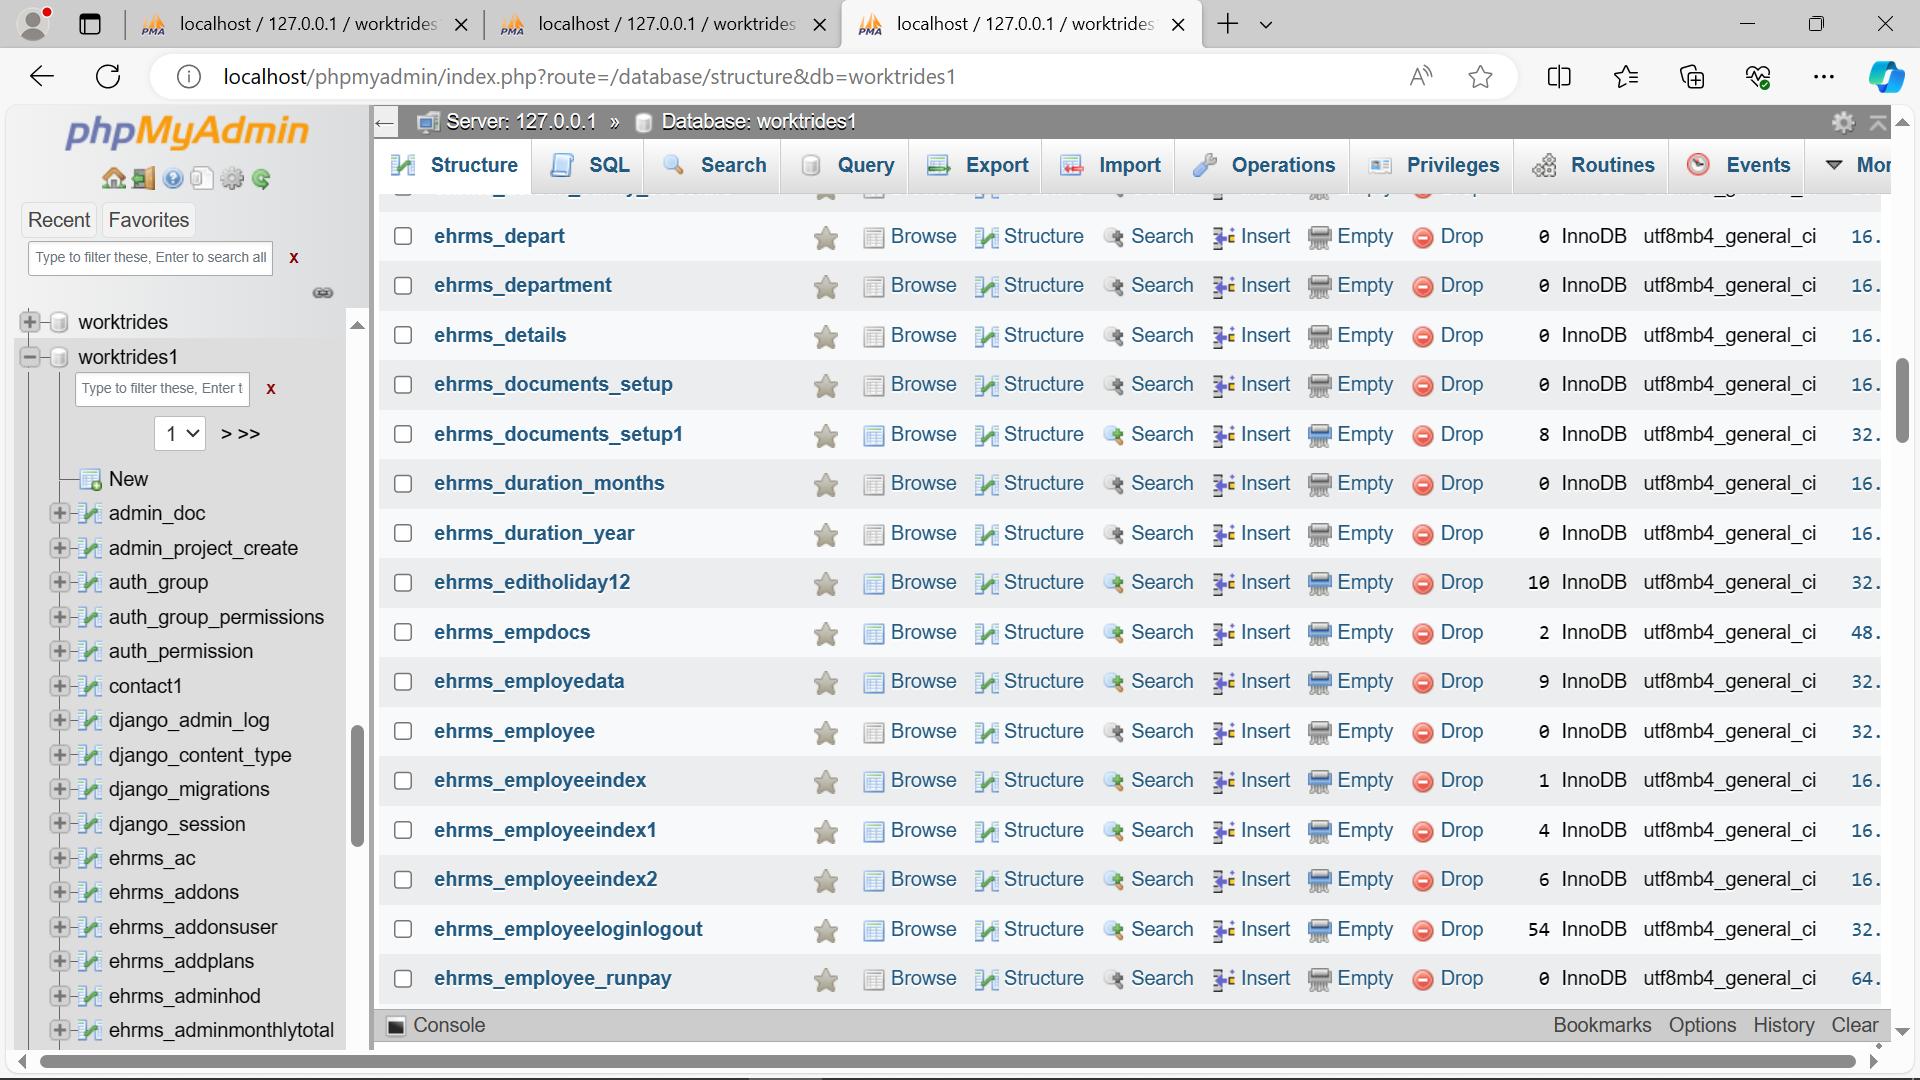 localhost / 127.0.0.1 / worktrides
localhost / 127.0.0.1 / worktrides
localhost / 127.0.0.1 / worktrides
localhost/phpmyadmin/index.php?route=/database/structure&db=worktrides1
phpMyAdmin
Recent Favorites
Type to filter these, Enter to search all X
worktrides
worktrides1
Type to filter these, Enter t X
1 > >>
New
admin_doc
admin_project_create
auth_group
auth_group_permissions
auth_permission
contact1
django_admin_log
django_content_type
django_migrations
django_session
ehrms_ac
ehrms_addons
ehrms_addonsuser
ehrms_addplans
ehrms_adminhod
ehrms_adminmonthlytotal
Server: 127.0.0.1 » Database: worktrides1
Structure SQL Search Query Export Import Operations Privileges Routines Events Mor
ehrms_depart Browse Structure Search Insert Empty Drop 0 InnoDB utf8mb4_general_ci 16.
ehrms_department Browse Structure Search Insert Empty Drop 0 InnoDB utf8mb4_general_ci 16.
ehrms_details Browse Structure Search Insert Empty Drop 0 InnoDB utf8mb4_general_ci 16.
ehrms_documents_setup Browse Structure Search Insert Empty Drop 0 InnoDB utf8mb4_general_ci 16.
ehrms_documents_setup1 Browse Structure Search Insert Empty Drop 8 InnoDB utf8mb4_general_ci 32.
ehrms_duration_months Browse Structure Search Insert Empty Drop 0 InnoDB utf8mb4_general_ci 16.
ehrms_duration_year Browse Structure Search Insert Empty Drop 0 InnoDB utf8mb4_general_ci 16.
ehrms_editholiday12 Browse Structure Search Insert Empty Drop 10 InnoDB utf8mb4_general_ci 32.
ehrms_empdocs Browse Structure Search Insert Empty Drop 2 InnoDB utf8mb4_general_ci 48.
ehrms_employedata Browse Structure Search Insert Empty Drop 9 InnoDB utf8mb4_general_ci 32.
ehrms_employee Browse Structure Search Insert Empty Drop 0 InnoDB utf8mb4_general_ci 32.
ehrms_employeeindex Browse Structure Search Insert Empty Drop 1 InnoDB utf8mb4_general_ci 16.
ehrms_employeeindex1 Browse Structure Search Insert Empty Drop 4 InnoDB utf8mb4_general_ci 16.
ehrms_employeeindex2 Browse Structure Search Insert Empty Drop 6 InnoDB utf8mb4_general_ci 16.
ehrms_employeeloginlogout Browse Structure Search Insert Empty Drop 54 InnoDB utf8mb4_general_ci 32.
ehrms_employee_runpay Browse Structure Search Insert Empty Drop 0 InnoDB utf8mb4_general_ci 64.
Console Bookmarks Options History Clear